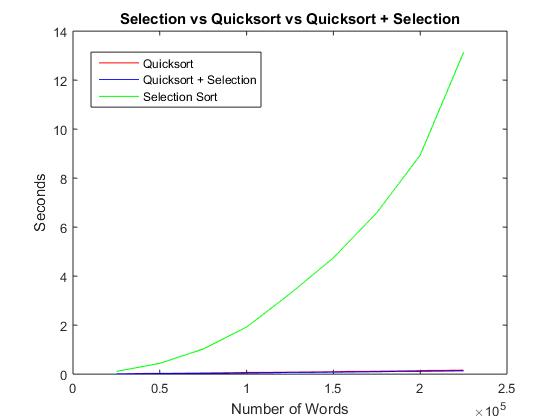 Selection vs Quicksort vs Quicksort + Selection
14
12
10
8
6
4
2
0
Seconds
Quicksort
Quicksort + Selection
Selection Sort
0 0.5 1 1.5 2 2.5
×10^5
Number of Words